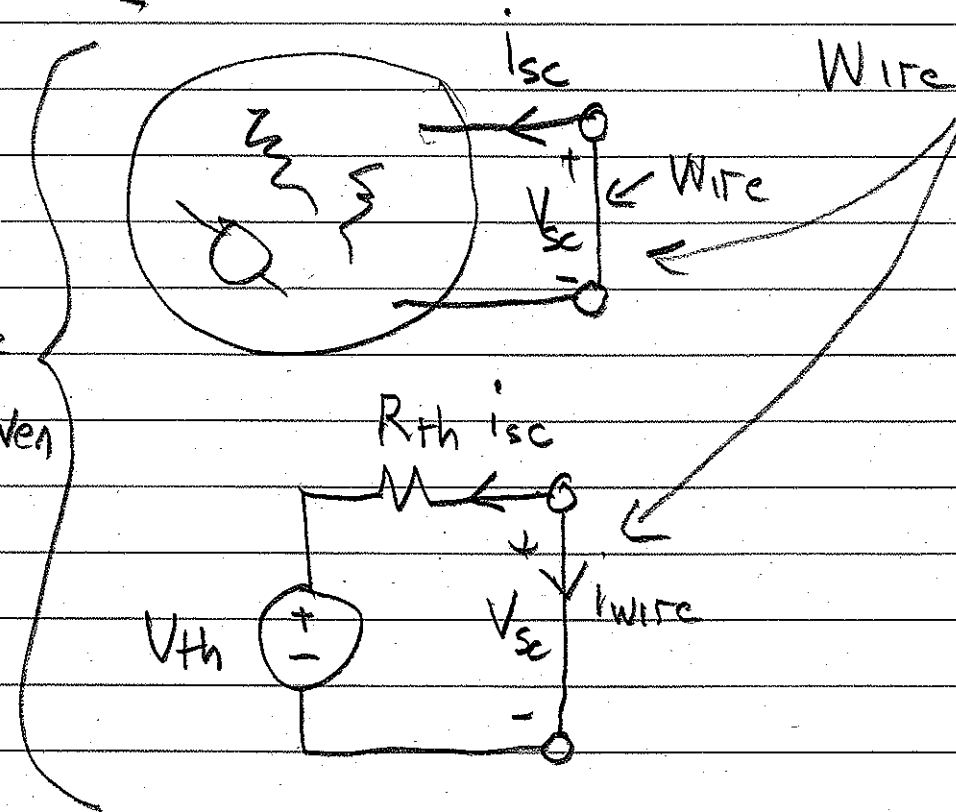 isc
Wire
+
Wire
Vsc
-
ven
Rth isc
+
iwire
+
Vsc
Vth
-
-